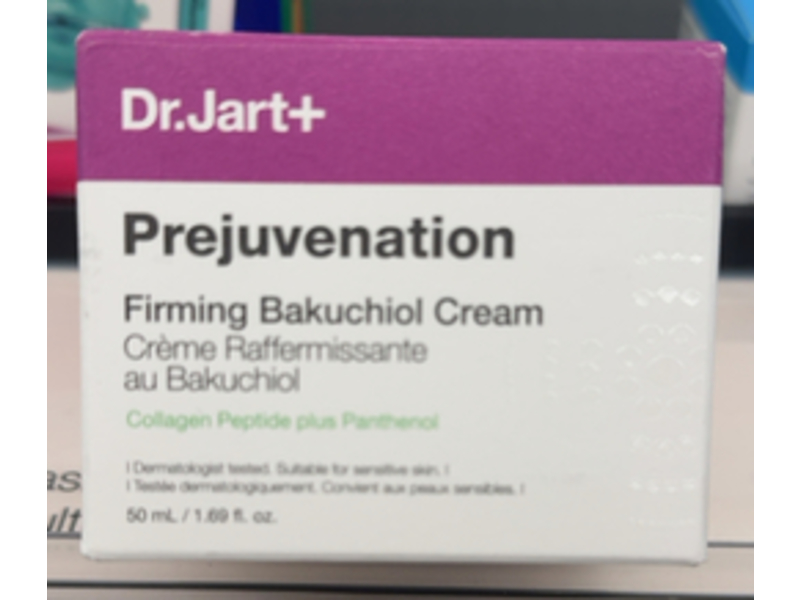 Dr.Jart+
Prejuvenation
Firming Bakuchiol Cream
Crème Raffermissante
au Bakuchiol
Collagen Peptide plus Panthenol
| Dermatologist tested. Suitable for sensitive skin. |
| Testée dermatologiquement. Convient aux peaux sensibles. |
50 mL / 1.69 fl. oz.